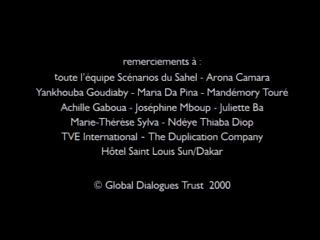 remerciements à :
toute l'équipe Scénarios du Sahel - Arona Camara
Yankhouba Goudiaby - Maria Da Pina - Mandémory Touré
Achille Gaboua - Joséphine Mboup - Juliette Ba
Marie-Thérèse Sylva - Ndéye Thiaba Diop
TVE International - The Duplication Company
Hôtel Saint Louis Sun/Dakar
© Global Dialogues Trust 2000